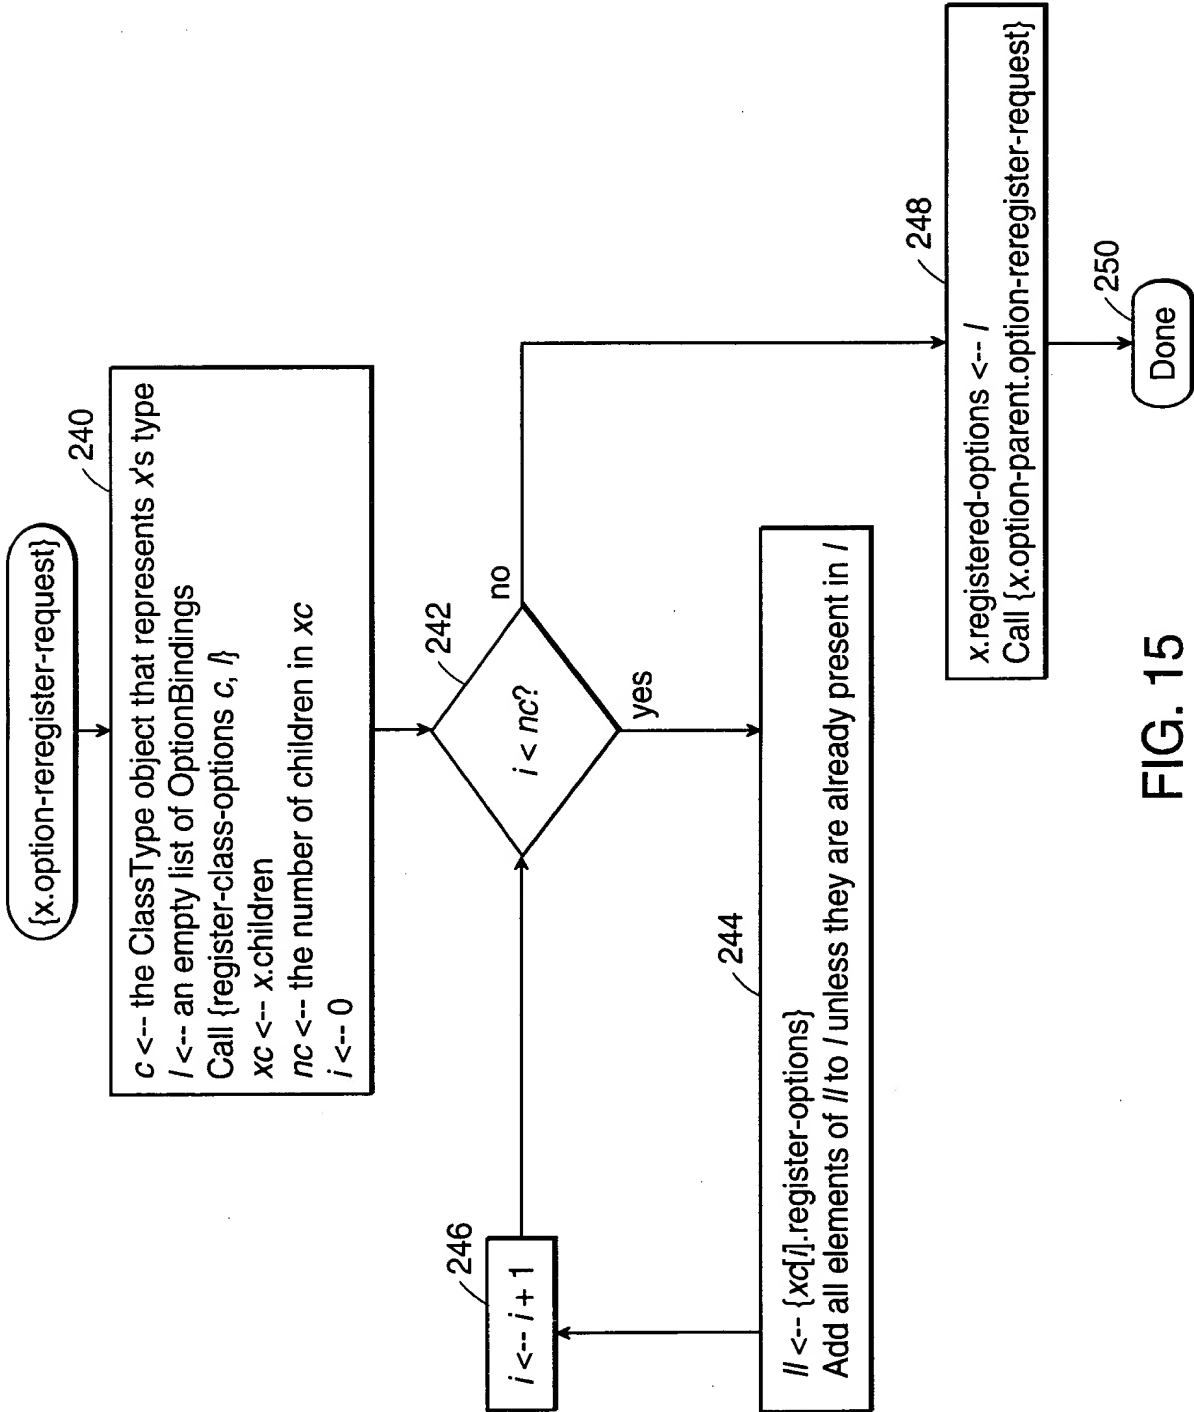 {x.option-reregister-request}
240
c <-- the ClassType object that represents x's type
l <-- an empty list of OptionBindings
Call {register-class-options c, l}
xc <-- x.children
nc <-- the number of children in xc
i <-- 0
242
i < nc?
no
yes
246
i <-- i + 1
244
ll <-- {xc[i].register-options}
Add all elements of ll to l unless they are already present in l
248
x.registered-options <-- l
Call {x.option-parent.option-reregister-request}
250
Done
FIG. 15